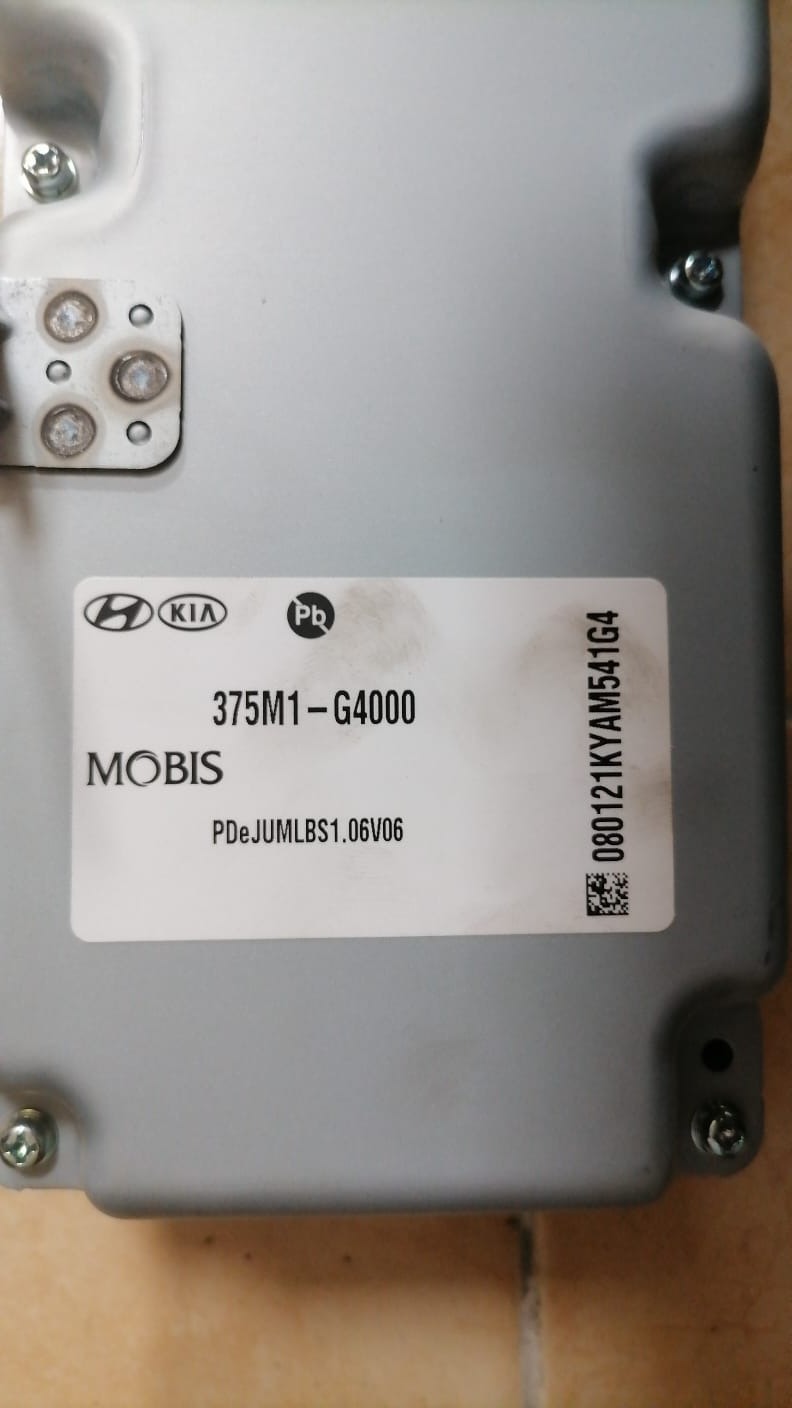 KIA
Pb
375M1-G4000
MOBIS
PDeJUMLBS1.06V06
080121KYAM541G4